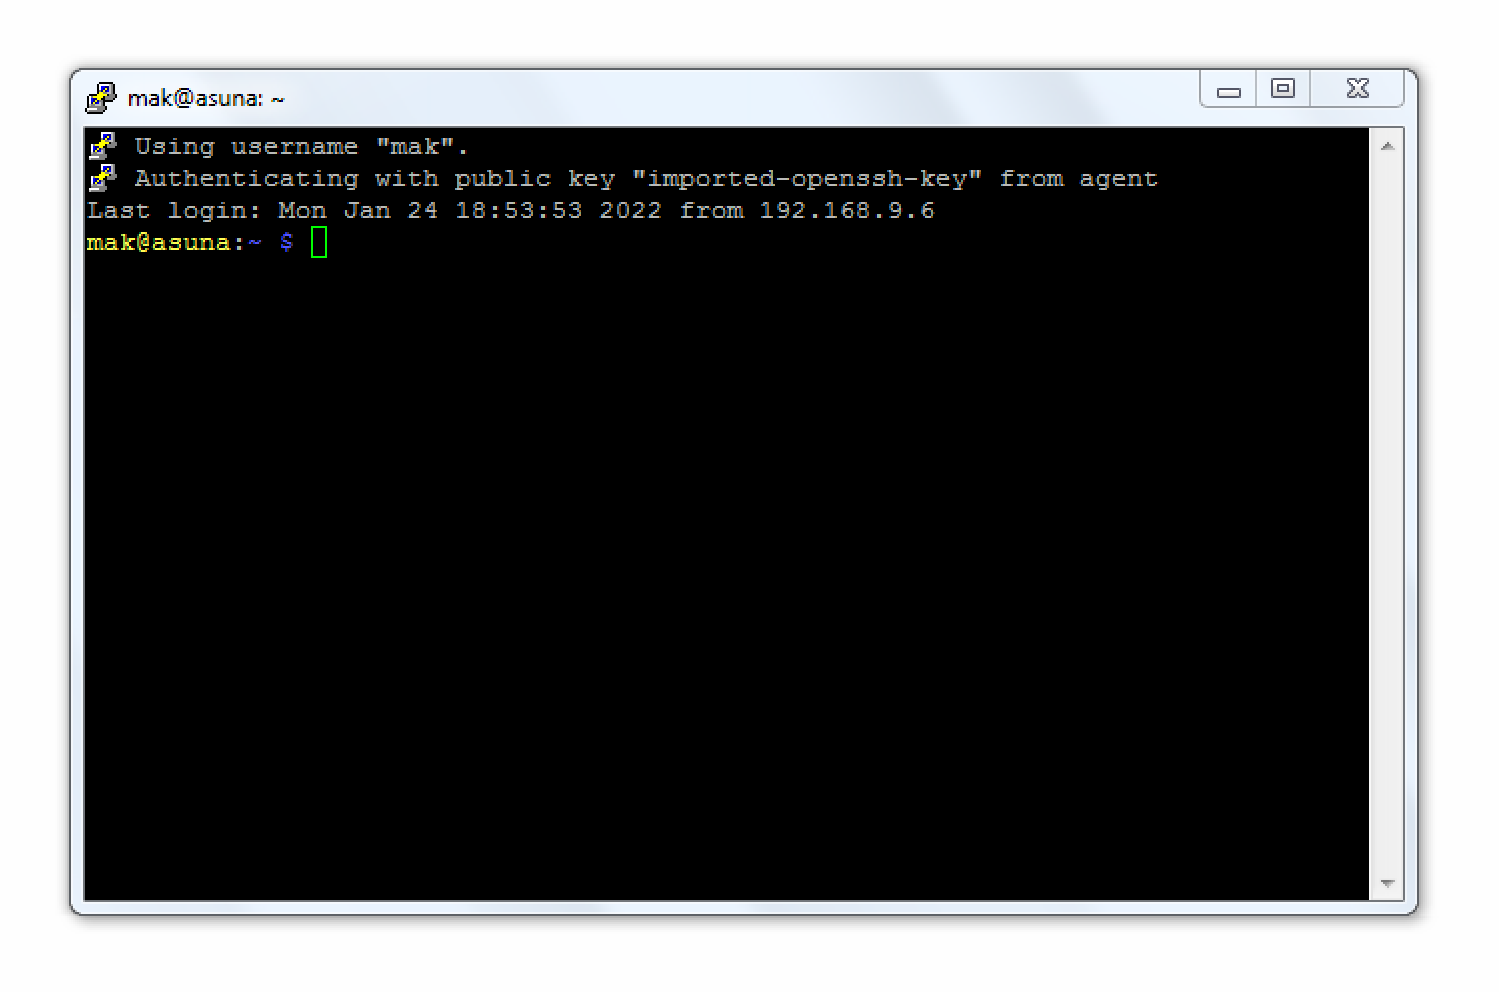 mak@asuna: ~
Using username "mak".
Authenticating with public key "imported-openssh-key" from agent
Last login: Mon Jan 24 18:53:53 2022 from 192.168.9.6
mak@asuna:~ $